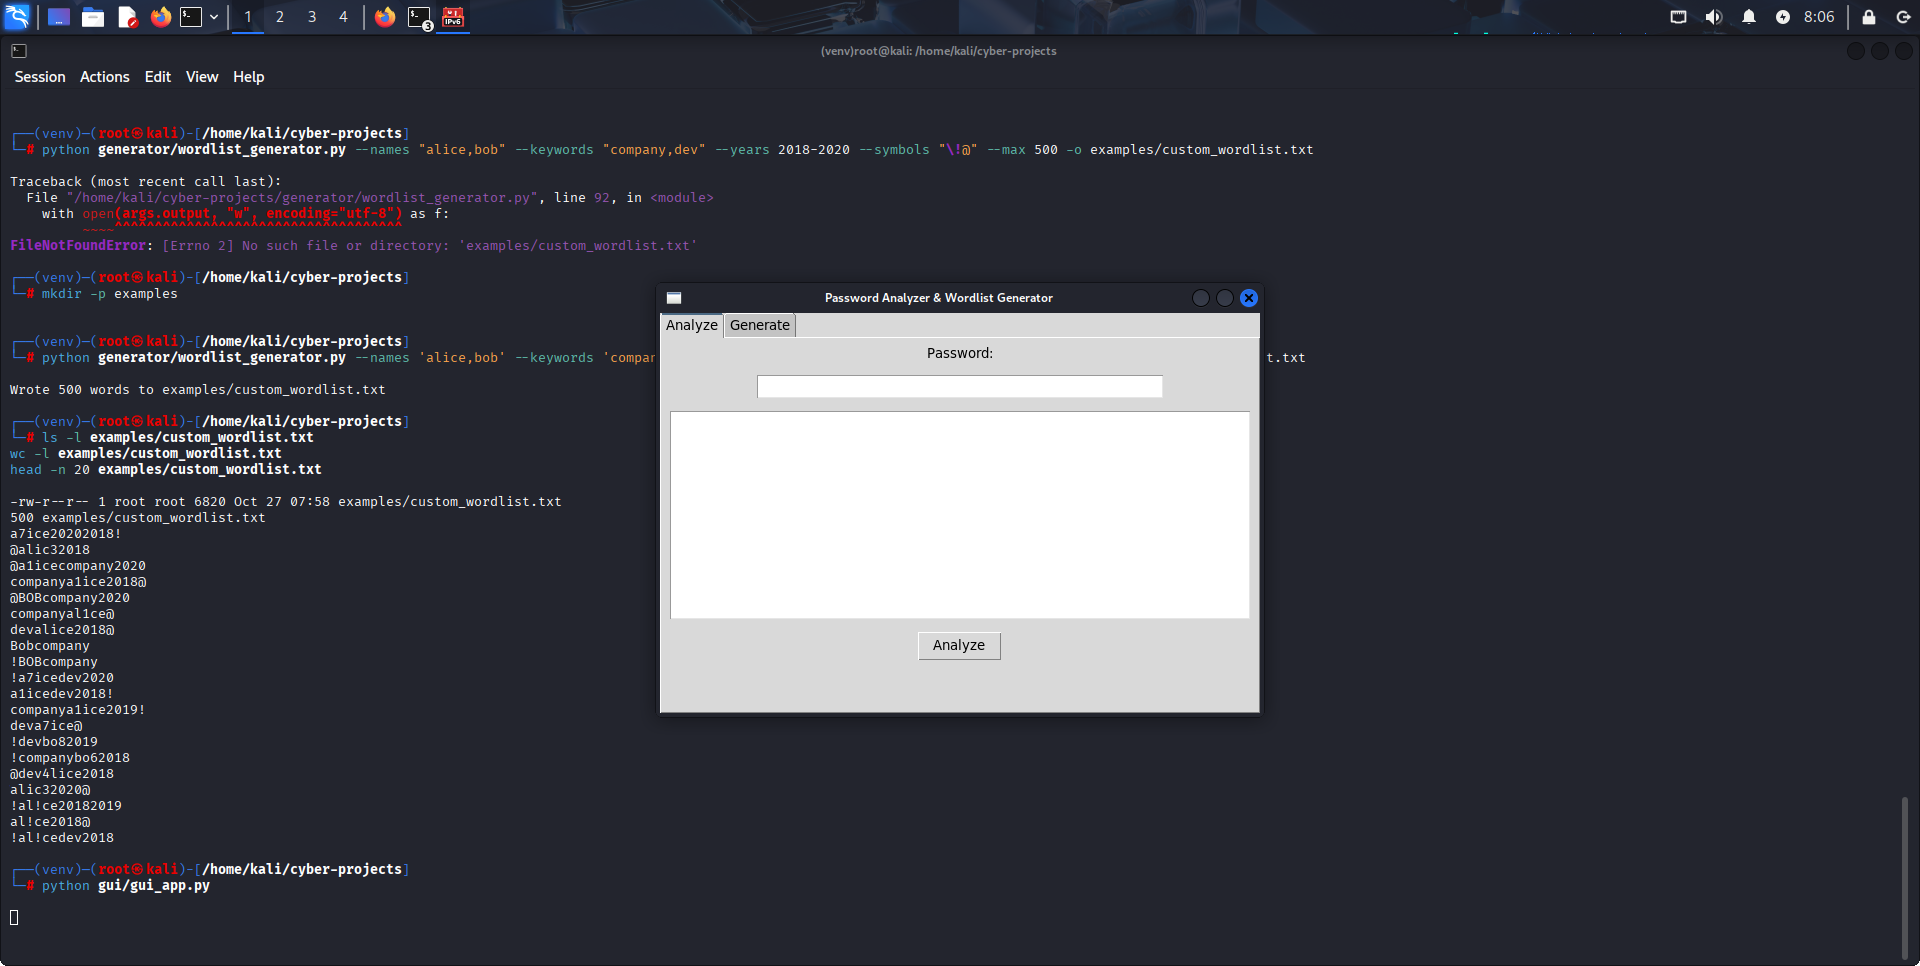 1 2 3 4 3 IPv6 8:06
(venv)root@kali: /home/kali/cyber-projects
Session Actions Edit View Help
┌──(venv)─(root㉿kali)-[/home/kali/cyber-projects]
└─# python generator/wordlist_generator.py --names "alice,bob" --keywords "company,dev" --years 2018-2020 --symbols "\!@" --max 500 -o examples/custom_wordlist.txt
Traceback (most recent call last):
File "/home/kali/cyber-projects/generator/wordlist_generator.py", line 92, in <module>
with open(args.output, "w", encoding="utf-8") as f:
~~~~^^^^^^^^^^^^^^^^^^^^^^^^^^^^^^^^^^^^
FileNotFoundError: [Errno 2] No such file or directory: 'examples/custom_wordlist.txt'
┌──(venv)─(root㉿kali)-[/home/kali/cyber-projects]
└─# mkdir -p examples
┌──(venv)─(root㉿kali)-[/home/kali/cyber-projects]
└─# python generator/wordlist_generator.py --names 'alice,bob' --keywords 'compan t.txt
Wrote 500 words to examples/custom_wordlist.txt
┌──(venv)─(root㉿kali)-[/home/kali/cyber-projects]
└─# ls -l examples/custom_wordlist.txt
wc -l examples/custom_wordlist.txt
head -n 20 examples/custom_wordlist.txt
-rw-r--r-- 1 root root 6820 Oct 27 07:58 examples/custom_wordlist.txt
500 examples/custom_wordlist.txt
a7ice20202018!
@alic32018
@a1icecompany2020
companya1ice2018@
@BOBcompany2020
companyal1ce@
devalice2018@
Bobcompany
!BOBcompany
!a7icedev2020
a1icedev2018!
companya1ice2019!
deva7ice@
!devbo82019
!companybo62018
@dev4lice2018
alic32020@
!al!ce20182019
al!ce2018@
!al!cedev2018
┌──(venv)─(root㉿kali)-[/home/kali/cyber-projects]
└─# python gui/gui_app.py
Password Analyzer & Wordlist Generator
Analyze Generate
Password:
Analyze